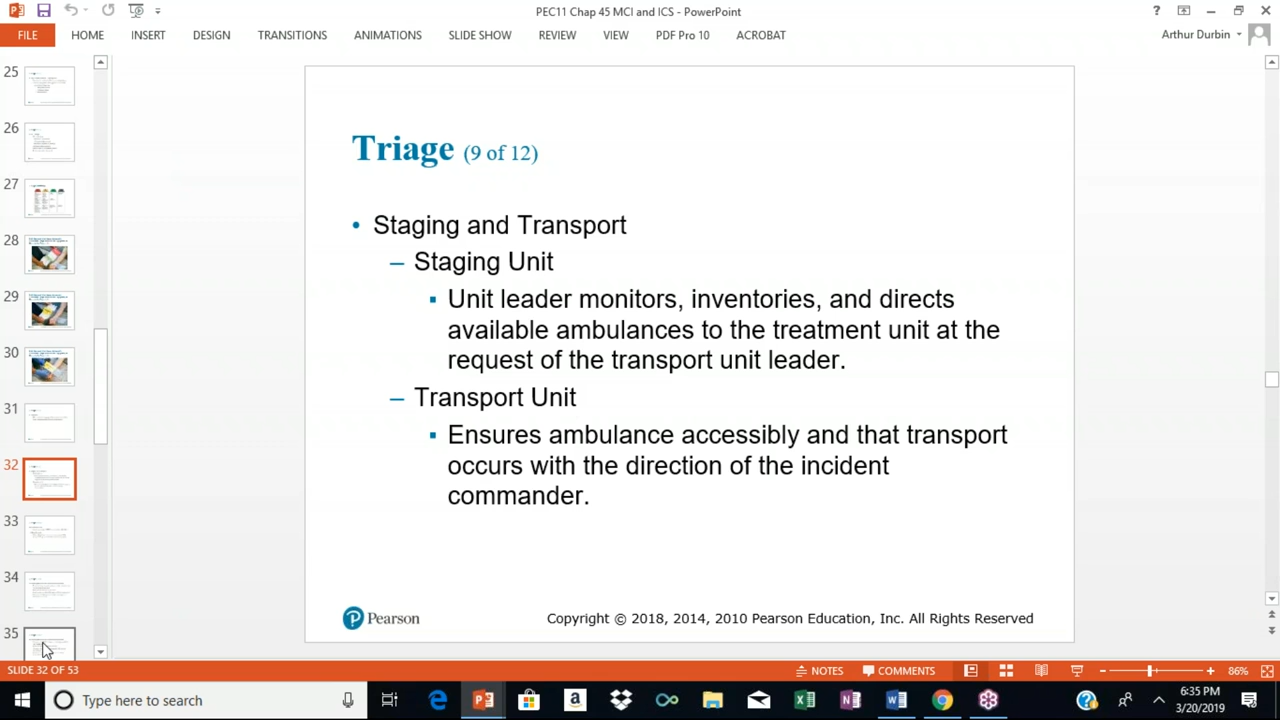 PEC11 Chap 45 MCI and ICS - PowerPoint
?
FILE HOME INSERT DESIGN TRANSITIONS ANIMATIONS SLIDE SHOW REVIEW VIEW PDF Pro 10 ACROBAT
Arthur Durbin
25
26
27
28
29
30
31
32
33
34
35
Triage (9 of 12)
• Staging and Transport
– Staging Unit
▪ Unit leader monitors, inventories, and directs
available ambulances to the treatment unit at the
request of the transport unit leader.
– Transport Unit
▪ Ensures ambulance accessibly and that transport
occurs with the direction of the incident
commander.
Pearson
Copyright © 2018, 2014, 2010 Pearson Education, Inc. All Rights Reserved
SLIDE 32 OF 53
NOTES COMMENTS 86%
Type here to search
6:35 PM
3/20/2019